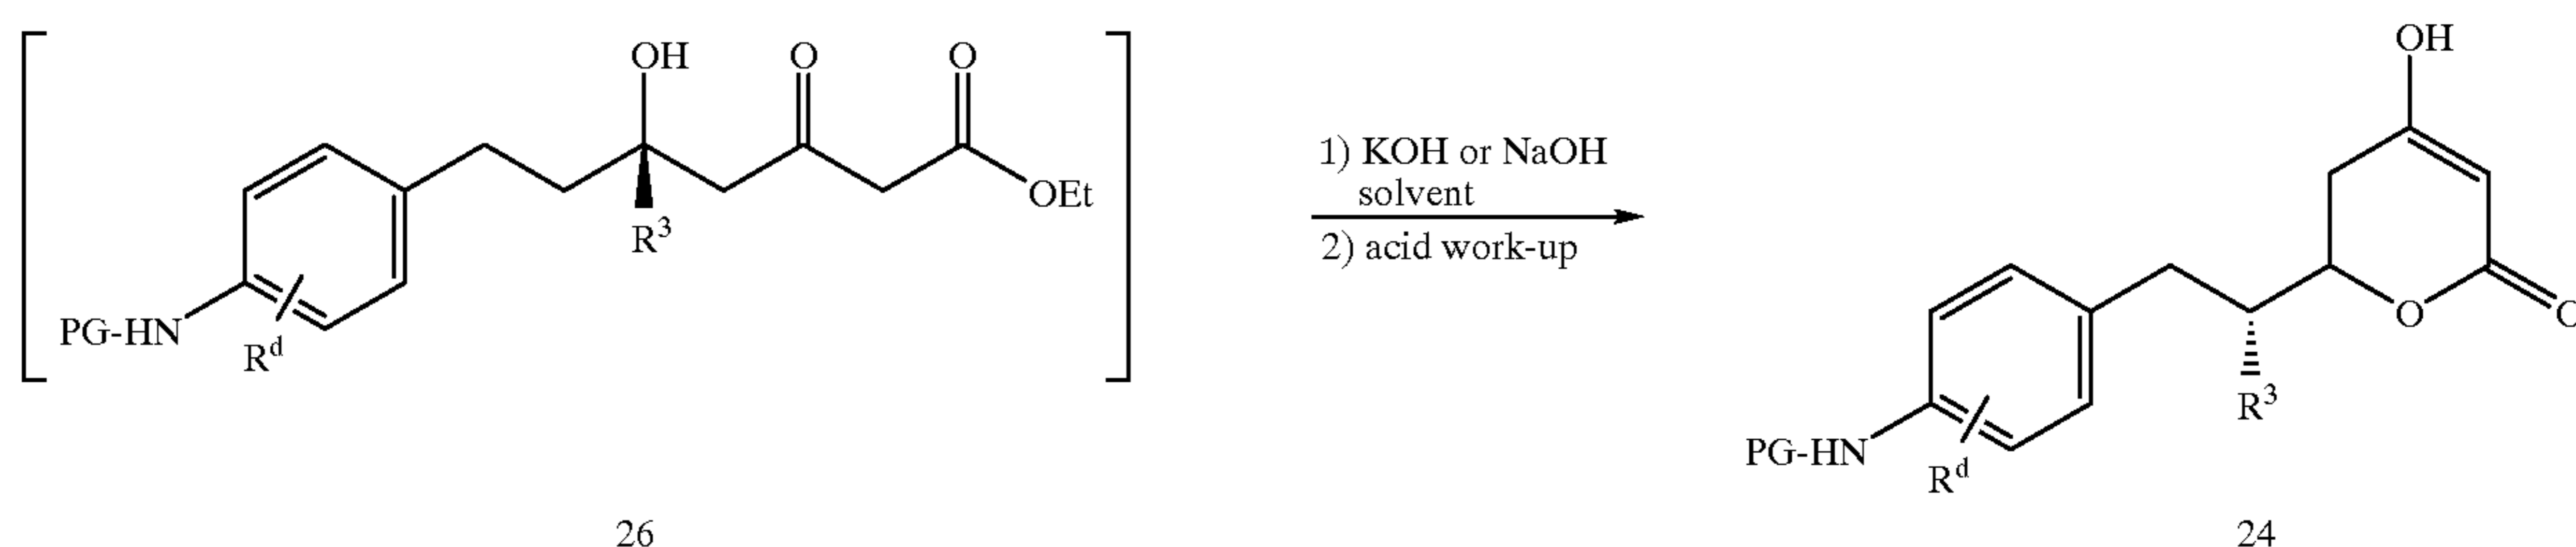 OH
O
O
OEt
R³
PG-HN
Rᵈ
26
1) KOH or NaOH
solvent
2) acid work-up
OH
O
O
R³
PG-HN
Rᵈ
24